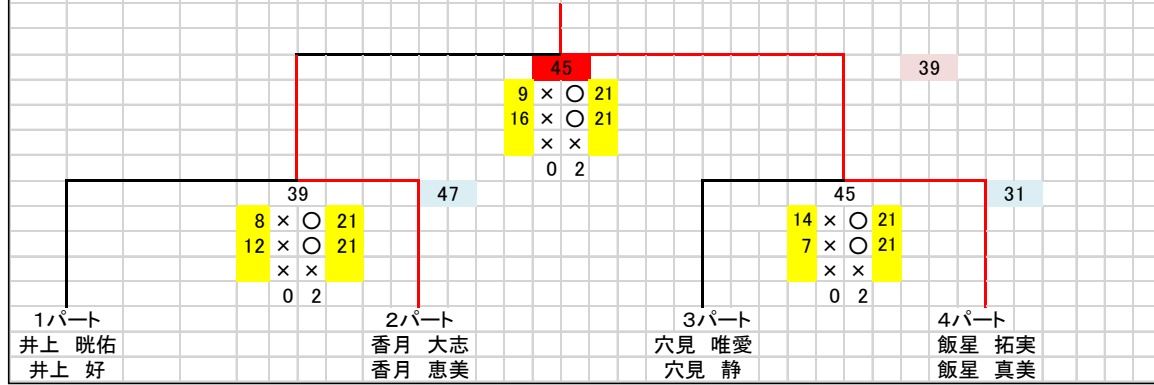 45 39
9 × ○ 21
16 × ○ 21
× ×
0 2
39 47 45 31
8 × ○ 21 14 × ○ 21
12 × ○ 21 7 × ○ 21
× × × ×
0 2 0 2
1パート 2パート 3パート 4パート
井上 晄佑 香月 大志 穴見 唯愛 飯星 拓実
井上 好 香月 恵美 穴見 静 飯星 真美